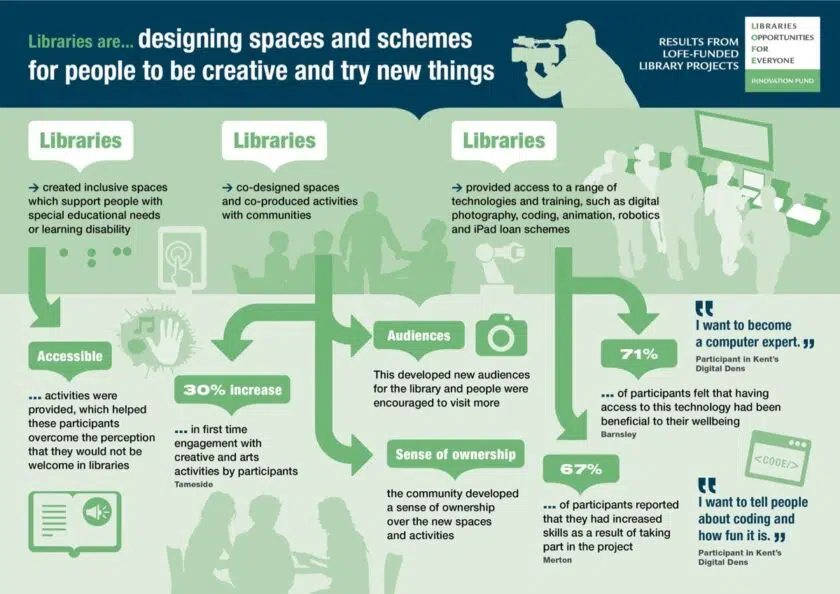 Libraries are... designing spaces and schemes
for people to be creative and try new things
RESULTS FROM
LOFE-FUNDED
LIBRARY PROJECTS
LIBRARIES
OPPORTUNITIES
FOR
EVERYONE
INNOVATION FUND
Libraries
→ created inclusive spaces
which support people with
special educational needs
or learning disability
Libraries
→ co-designed spaces
and co-produced activities
with communities
Libraries
→ provided access to a range of
technologies and training, such as digital
photography, coding, animation, robotics
and iPad loan schemes
Accessible
... activities were
provided, which helped
these participants
overcome the perception
that they would not be
welcome in libraries
30% increase
... in first time
engagement with
creative and arts
activities by participants
Tameside
Audiences
This developed new audiences
for the library and people were
encouraged to visit more
Sense of ownership
the community developed
a sense of ownership
over the new spaces
and activities
71%
... of participants felt that having
access to this technology had been
beneficial to their wellbeing
Barnsley
67%
... of participants reported
that they had increased
skills as a result of taking
part in the project
Merton
“
I want to become
a computer expert. ”
Participant in Kent’s
Digital Dens
<CODE/>
“
I want to tell people
about coding and
how fun it is. ”
Participant in Kent’s
Digital Dens